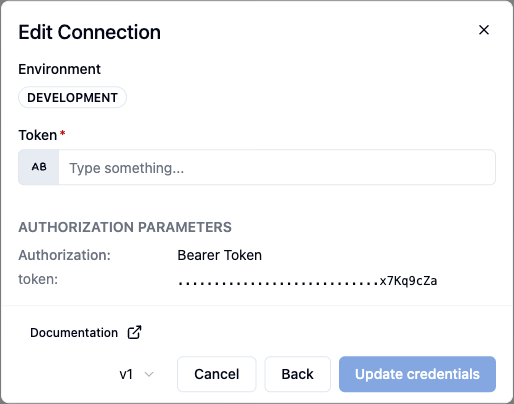 Edit Connection
Environment
DEVELOPMENT
Token*
AB Type something...
AUTHORIZATION PARAMETERS
Authorization: Bearer Token
token: ............................x7Kq9cZa
Documentation
v1 Cancel Back Update credentials